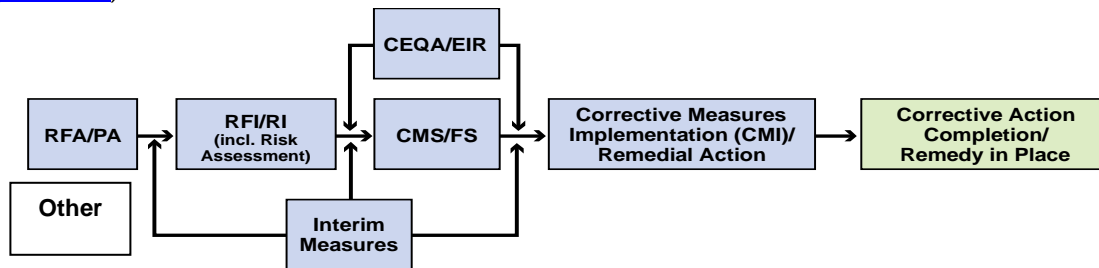 CEQA/EIR
RFA/PA
RFI/RI
(incl. Risk
Assessment)
CMS/FS
Corrective Measures
Implementation (CMI)/
Remedial Action
Corrective Action
Completion/
Remedy in Place
Other
Interim
Measures